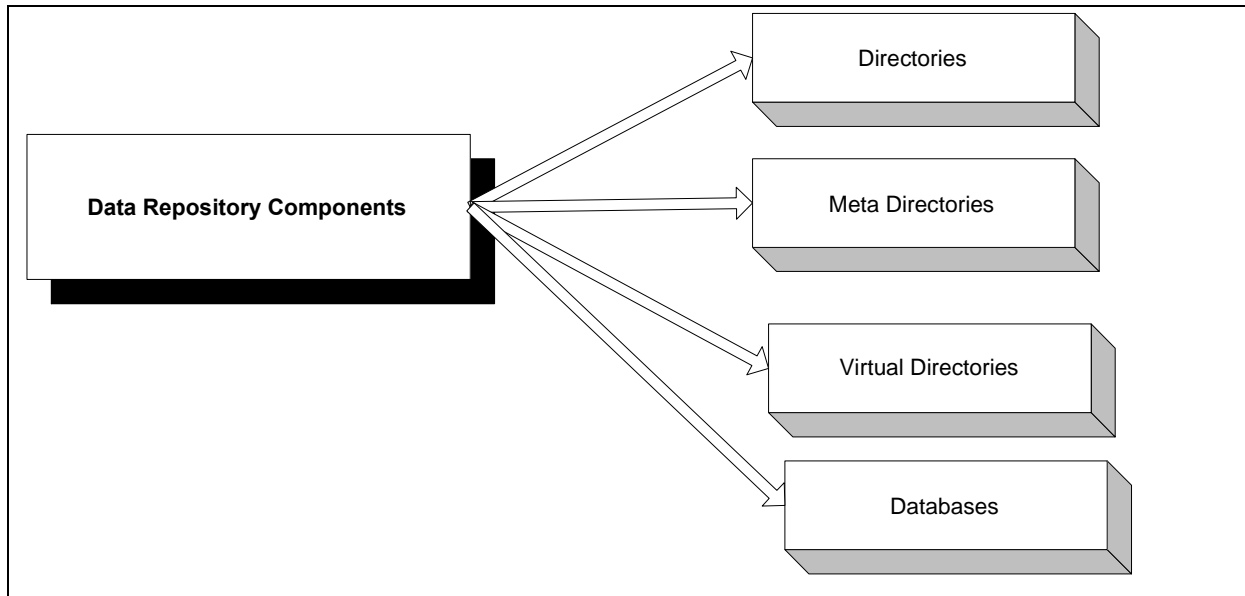 Directories
Meta Directories
Data Repository Components
Virtual Directories
Databases